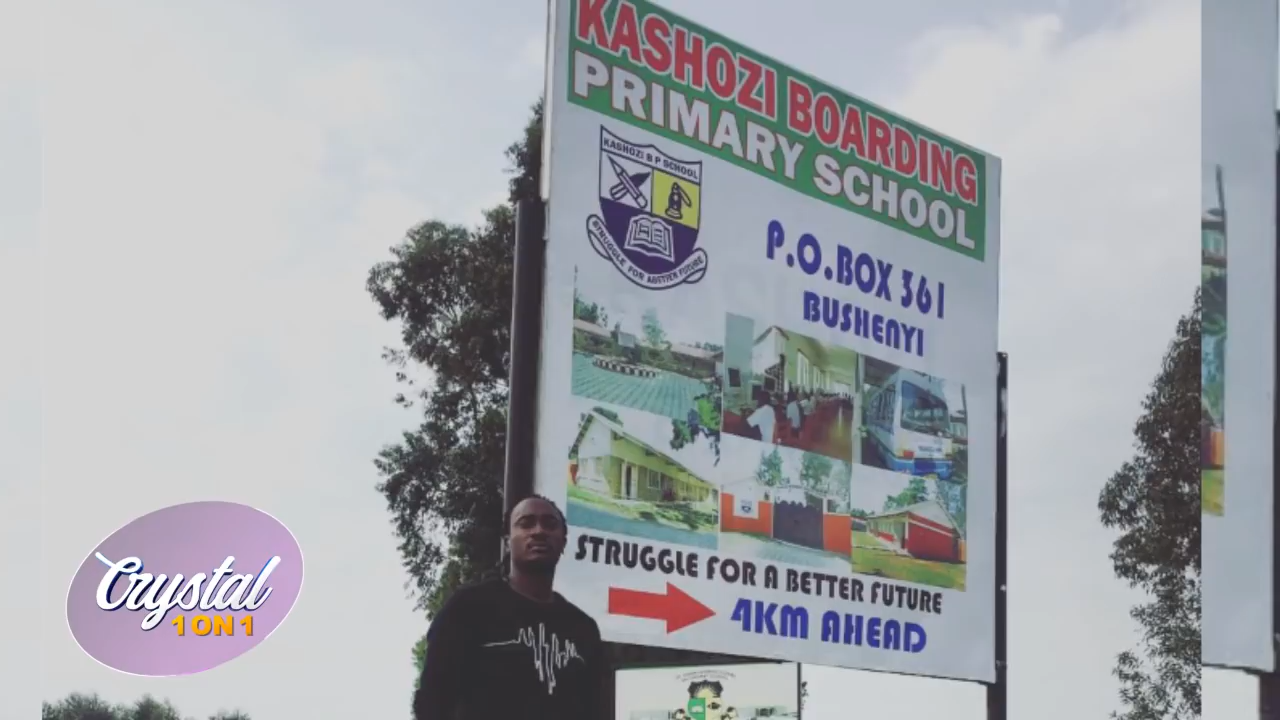 KASHOZI BOARDING
PRIMARY SCHOOL
KASHOZI B P SCHOOL
STRUGGLE FOR A BETTER FUTURE
P.O.BOX 361
BUSHENYI
STRUGGLE FOR A BETTER FUTURE
4KM AHEAD
Crystal
1 ON 1